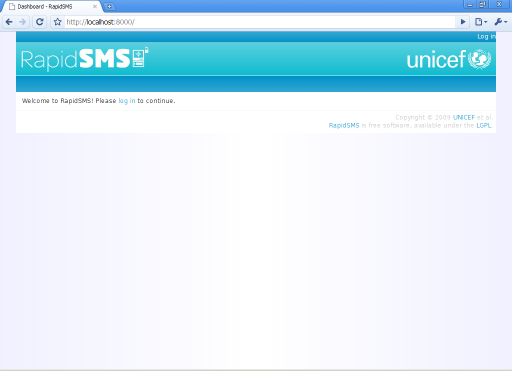 Dashboard - RapidSMS
http://localhost:8000/
Log in
RapidSMS
unicef
Welcome to RapidSMS! Please log in to continue.
Copyright © 2009 UNICEF et al.
RapidSMS is free software, available under the LGPL.